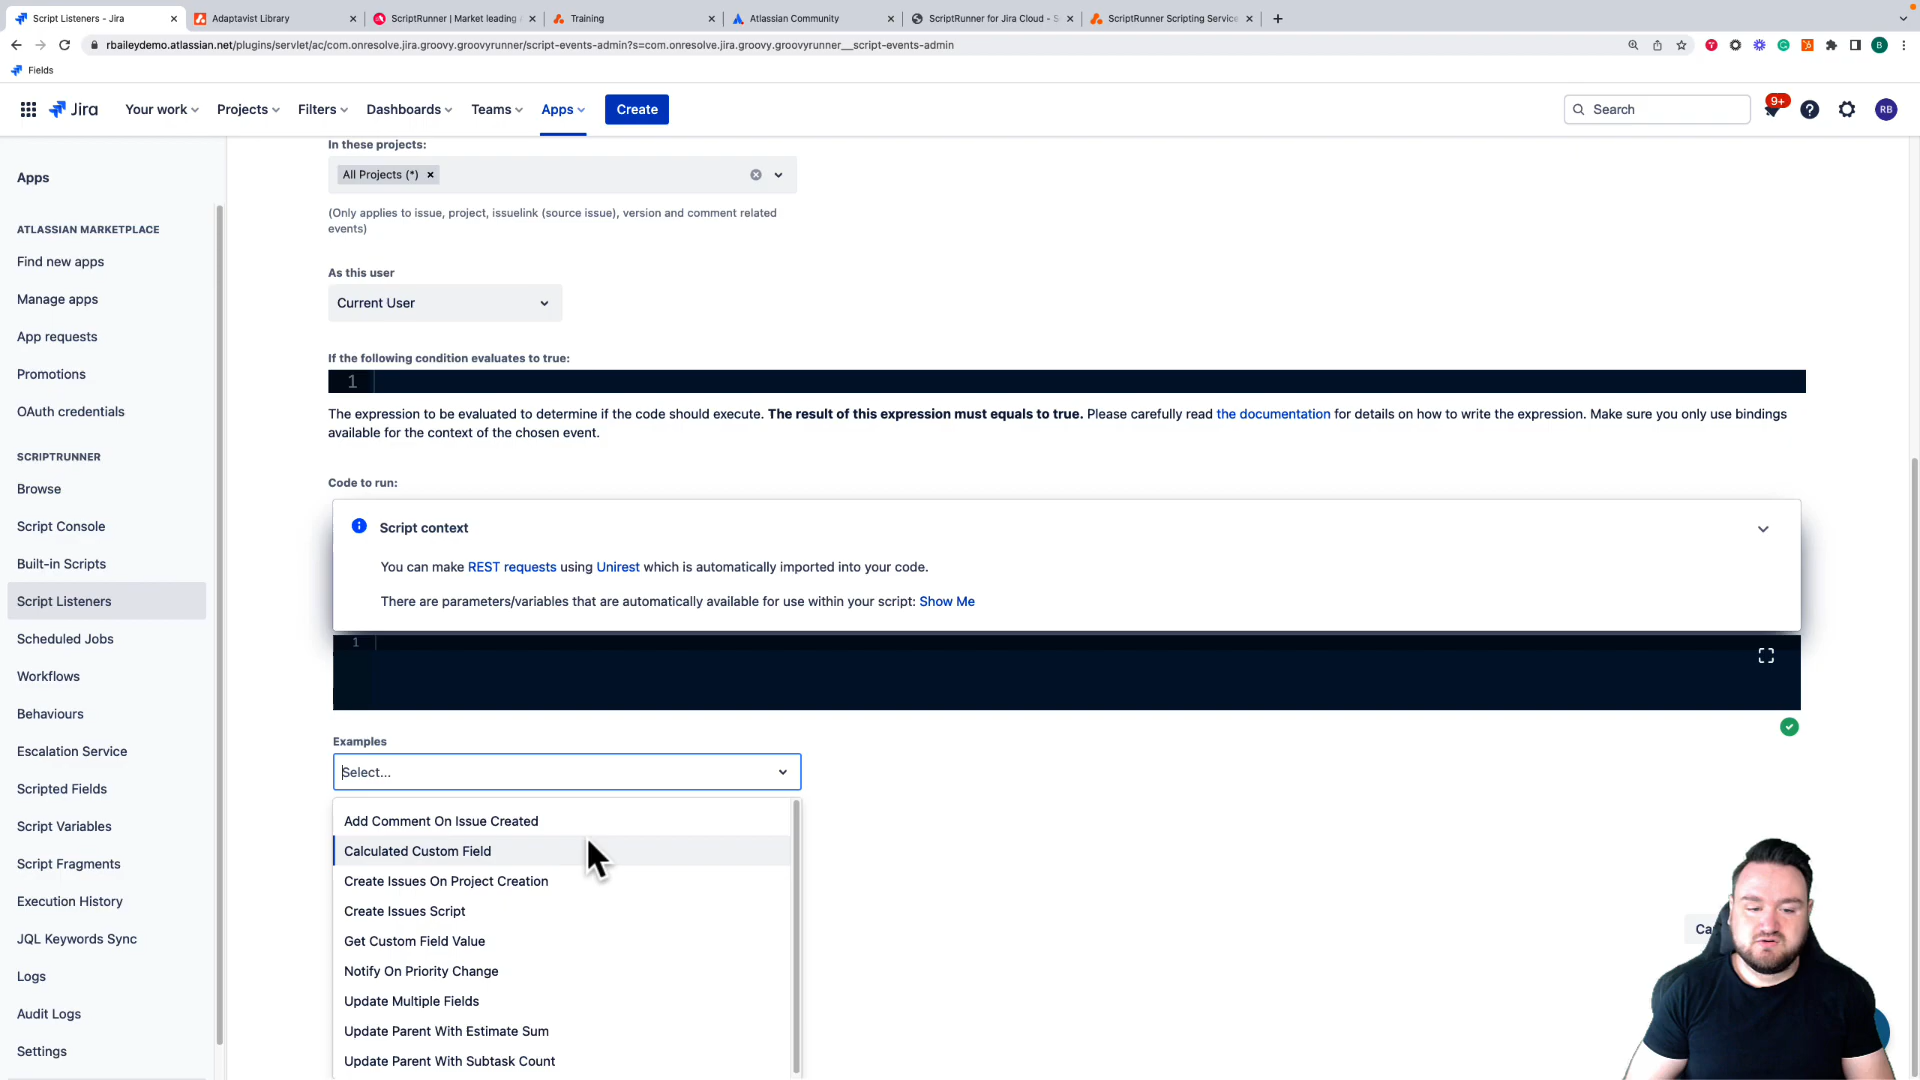 Script Listeners - Jira
Adaptavist Library
ScriptRunner | Market leading
Training
Atlassian Community
ScriptRunner for Jira Cloud - S
ScriptRunner Scripting Service
rbaileydemo.atlassian.net/plugins/servlet/ac/com.onresolve.jira.groovy.groovyrunner/script-events-admin?s=com.onresolve.jira.groovy.groovyrunner__script-events-admin
B
Fields
Jira
Your work
Projects
Filters
Dashboards
Teams
Apps
Create
Search
9+
RB
Apps
ATLASSIAN MARKETPLACE
Find new apps
Manage apps
App requests
Promotions
OAuth credentials
SCRIPTRUNNER
Browse
Script Console
Built-in Scripts
Script Listeners
Scheduled Jobs
Workflows
Behaviours
Escalation Service
Scripted Fields
Script Variables
Script Fragments
Execution History
JQL Keywords Sync
Logs
Audit Logs
Settings
In these projects:
All Projects (*)
(Only applies to issue, project, issuelink (source issue), version and comment related
events)
As this user
Current User
If the following condition evaluates to true:
1
The expression to be evaluated to determine if the code should execute. The result of this expression must equals to true. Please carefully read the documentation for details on how to write the expression. Make sure you only use bindings
available for the context of the chosen event.
Code to run:
Script context
You can make REST requests using Unirest which is automatically imported into your code.
There are parameters/variables that are automatically available for use within your script: Show Me
1
Examples
Select...
Add Comment On Issue Created
Calculated Custom Field
Create Issues On Project Creation
Create Issues Script
Get Custom Field Value
Notify On Priority Change
Update Multiple Fields
Update Parent With Estimate Sum
Update Parent With Subtask Count